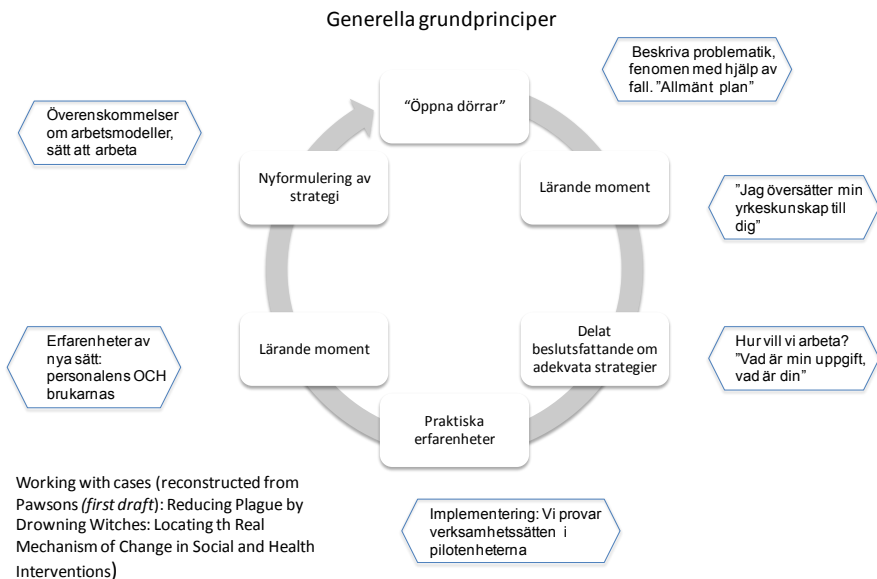 Generella grundprinciper
Beskriva problematik,
fenomen med hjälp av
fall. ”Allmänt plan”
”Öppna dörrar”
Överenskommelser
om arbetsmodeller,
sätt att arbeta
Nyformulering av
strategi
Lärande moment
”Jag översätter min
yrkeskunskap till
dig”
Erfarenheter av
nya sätt:
personalens OCH
brukarnas
Lärande moment
Delat
beslutsfattande om
adekvata strategier
Hur vill vi arbeta?
”Vad är min uppgift,
vad är din”
Praktiska
erfarenheter
Working with cases (reconstructed from
Pawsons (first draft): Reducing Plague by
Drowning Witches: Locating th Real
Mechanism of Change in Social and Health
Interventions)
Implementering: Vi provar
verksamhetssätten i
pilotenheterna